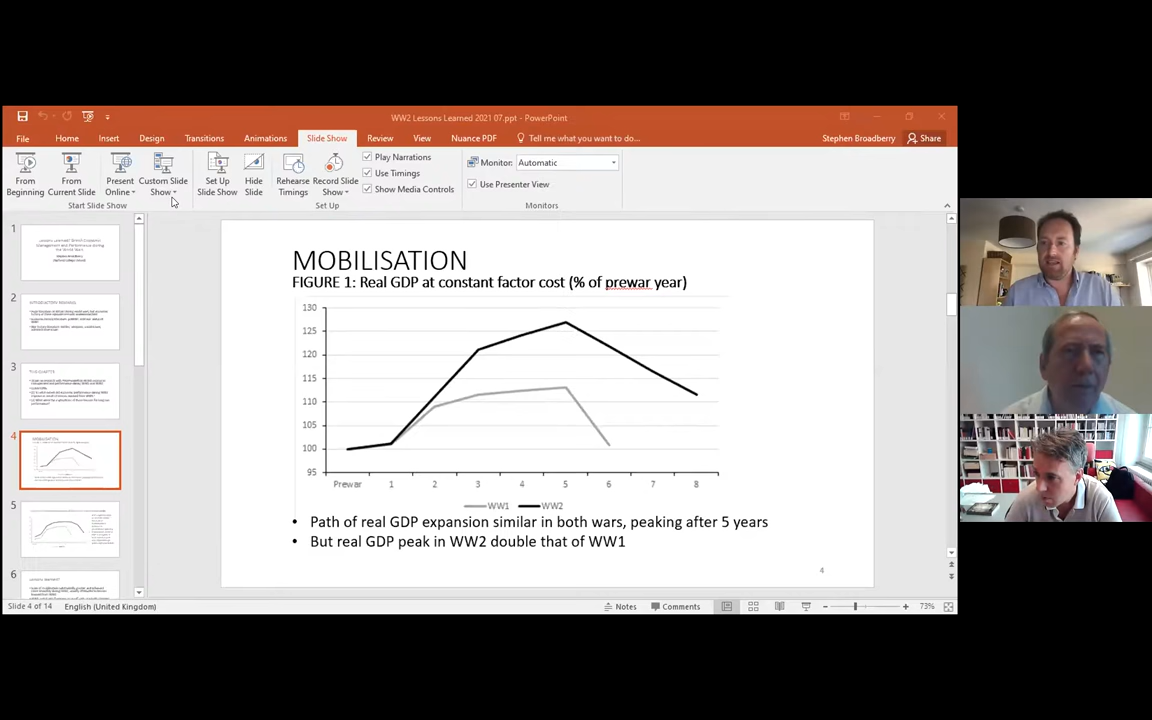 WW2 Lessons Learned 2021 07.ppt - PowerPoint
File Home Insert Design Transitions Animations Slide Show Review View Nuance PDF Tell me what you want to do... Stephen Broadberry Share
From Beginning
From Current Slide
Present Online
Custom Slide Show
Set Up Slide Show
Hide Slide
Rehearse Timings
Record Slide Show
Play Narrations
Use Timings
Show Media Controls
Monitor: Automatic
Use Presenter View
Start Slide Show
Set Up
Monitors
1
2
3
4
5
6
MOBILISATION
FIGURE 1: Real GDP at constant factor cost (% of prewar year)
130
125
120
115
110
105
100
95
Prewar 1 2 3 4 5 6 7 8
WW1 WW2
• Path of real GDP expansion similar in both wars, peaking after 5 years
• But real GDP peak in WW2 double that of WW1
4
Slide 4 of 14 English (United Kingdom) Notes Comments 73%